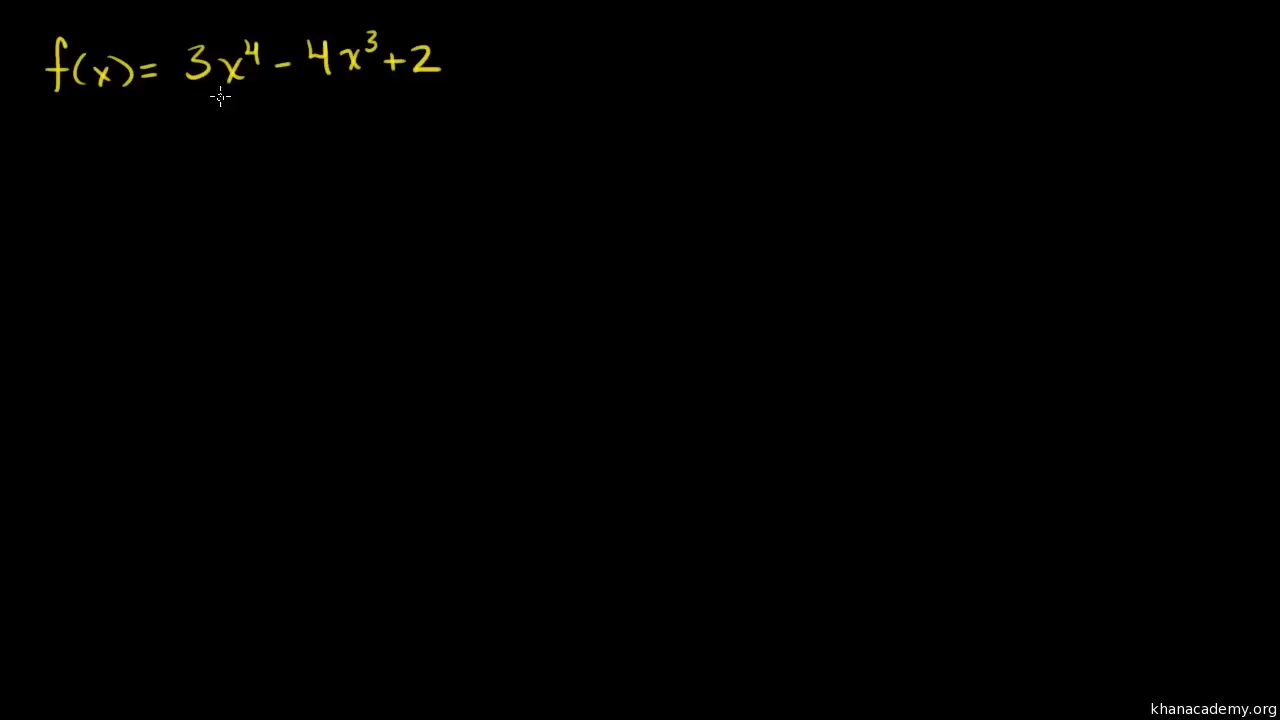 f(x) = 3x⁴ - 4x³ + 2
khanacademy.org